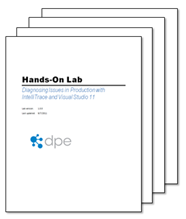 Hands-On Lab
Diagnosing Issues in Production with
IntelliTrace and Visual Studio 11
dpe